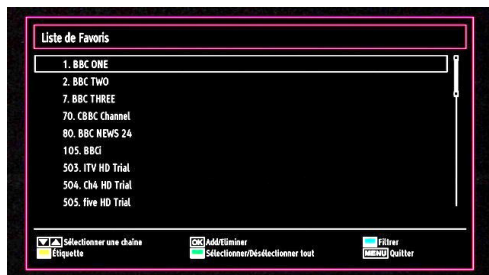 Liste de Favoris
1. BBC ONE
2. BBC TWO
7. BBC THREE
70. CBBC Channel
80. BBC NEWS 24
105. BBCi
503. ITV HD Trial
504. Ch4 HD Trial
505. five HD Trial
Sélectionner une chaîne OK Add/Eliminer Filtrer
Étiquette Sélectionner/Désélectionner tout MENU Quitter